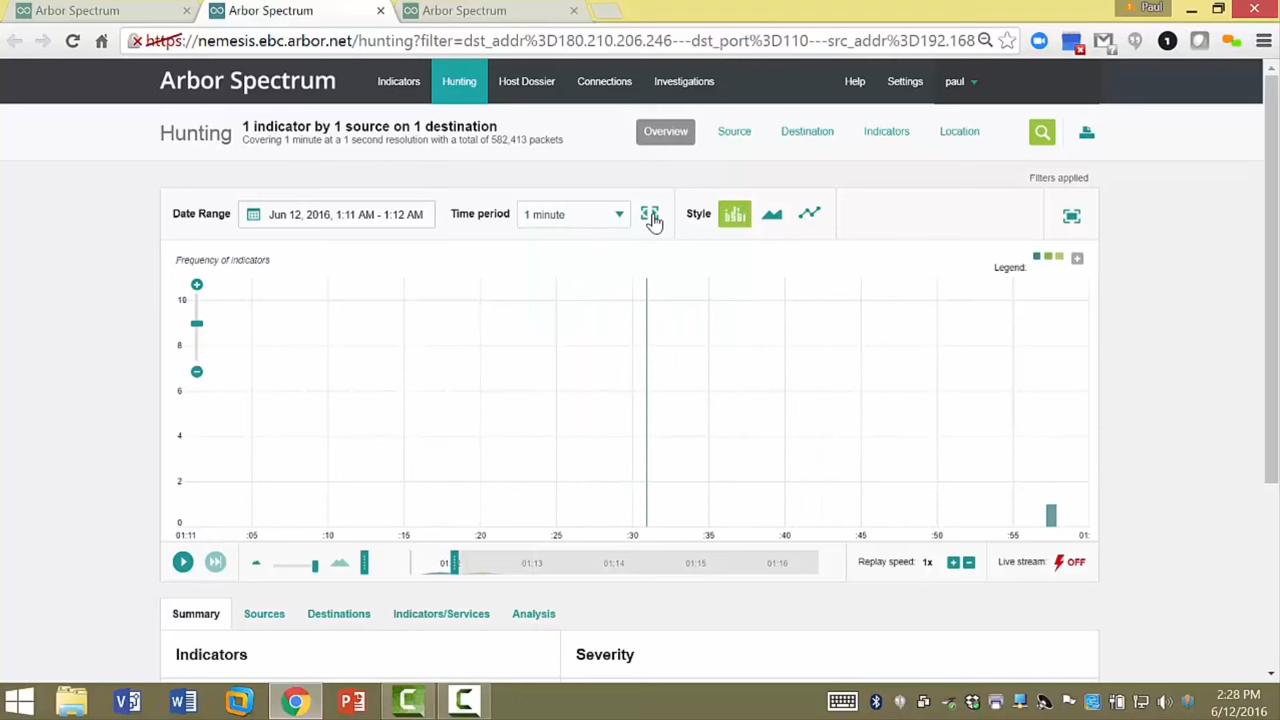 Arbor Spectrum
Arbor Spectrum
Arbor Spectrum
Paul
https://nemesis.ebc.arbor.net/hunting?filter=dst_addr%3D180.210.206.246---dst_port%3D110---src_addr%3D192.168
Arbor Spectrum
Indicators
Hunting
Host Dossier
Connections
Investigations
Help
Settings
paul
Hunting
1 indicator by 1 source on 1 destination
Covering 1 minute at a 1 second resolution with a total of 582,413 packets
Overview
Source
Destination
Indicators
Location
Filters applied
Date Range
Jun 12, 2016, 1:11 AM - 1:12 AM
Time period
1 minute
Style
Frequency of indicators
Legend:
10
8
6
4
2
0
01:11 :05 :10 :15 :20 :25 :30 :35 :40 :45 :50 :55 01:
01:13 01:14 01:15 01:16
Replay speed: 1x
Live stream: OFF
Summary
Sources
Destinations
Indicators/Services
Analysis
Indicators
Severity
2:28 PM
6/12/2016